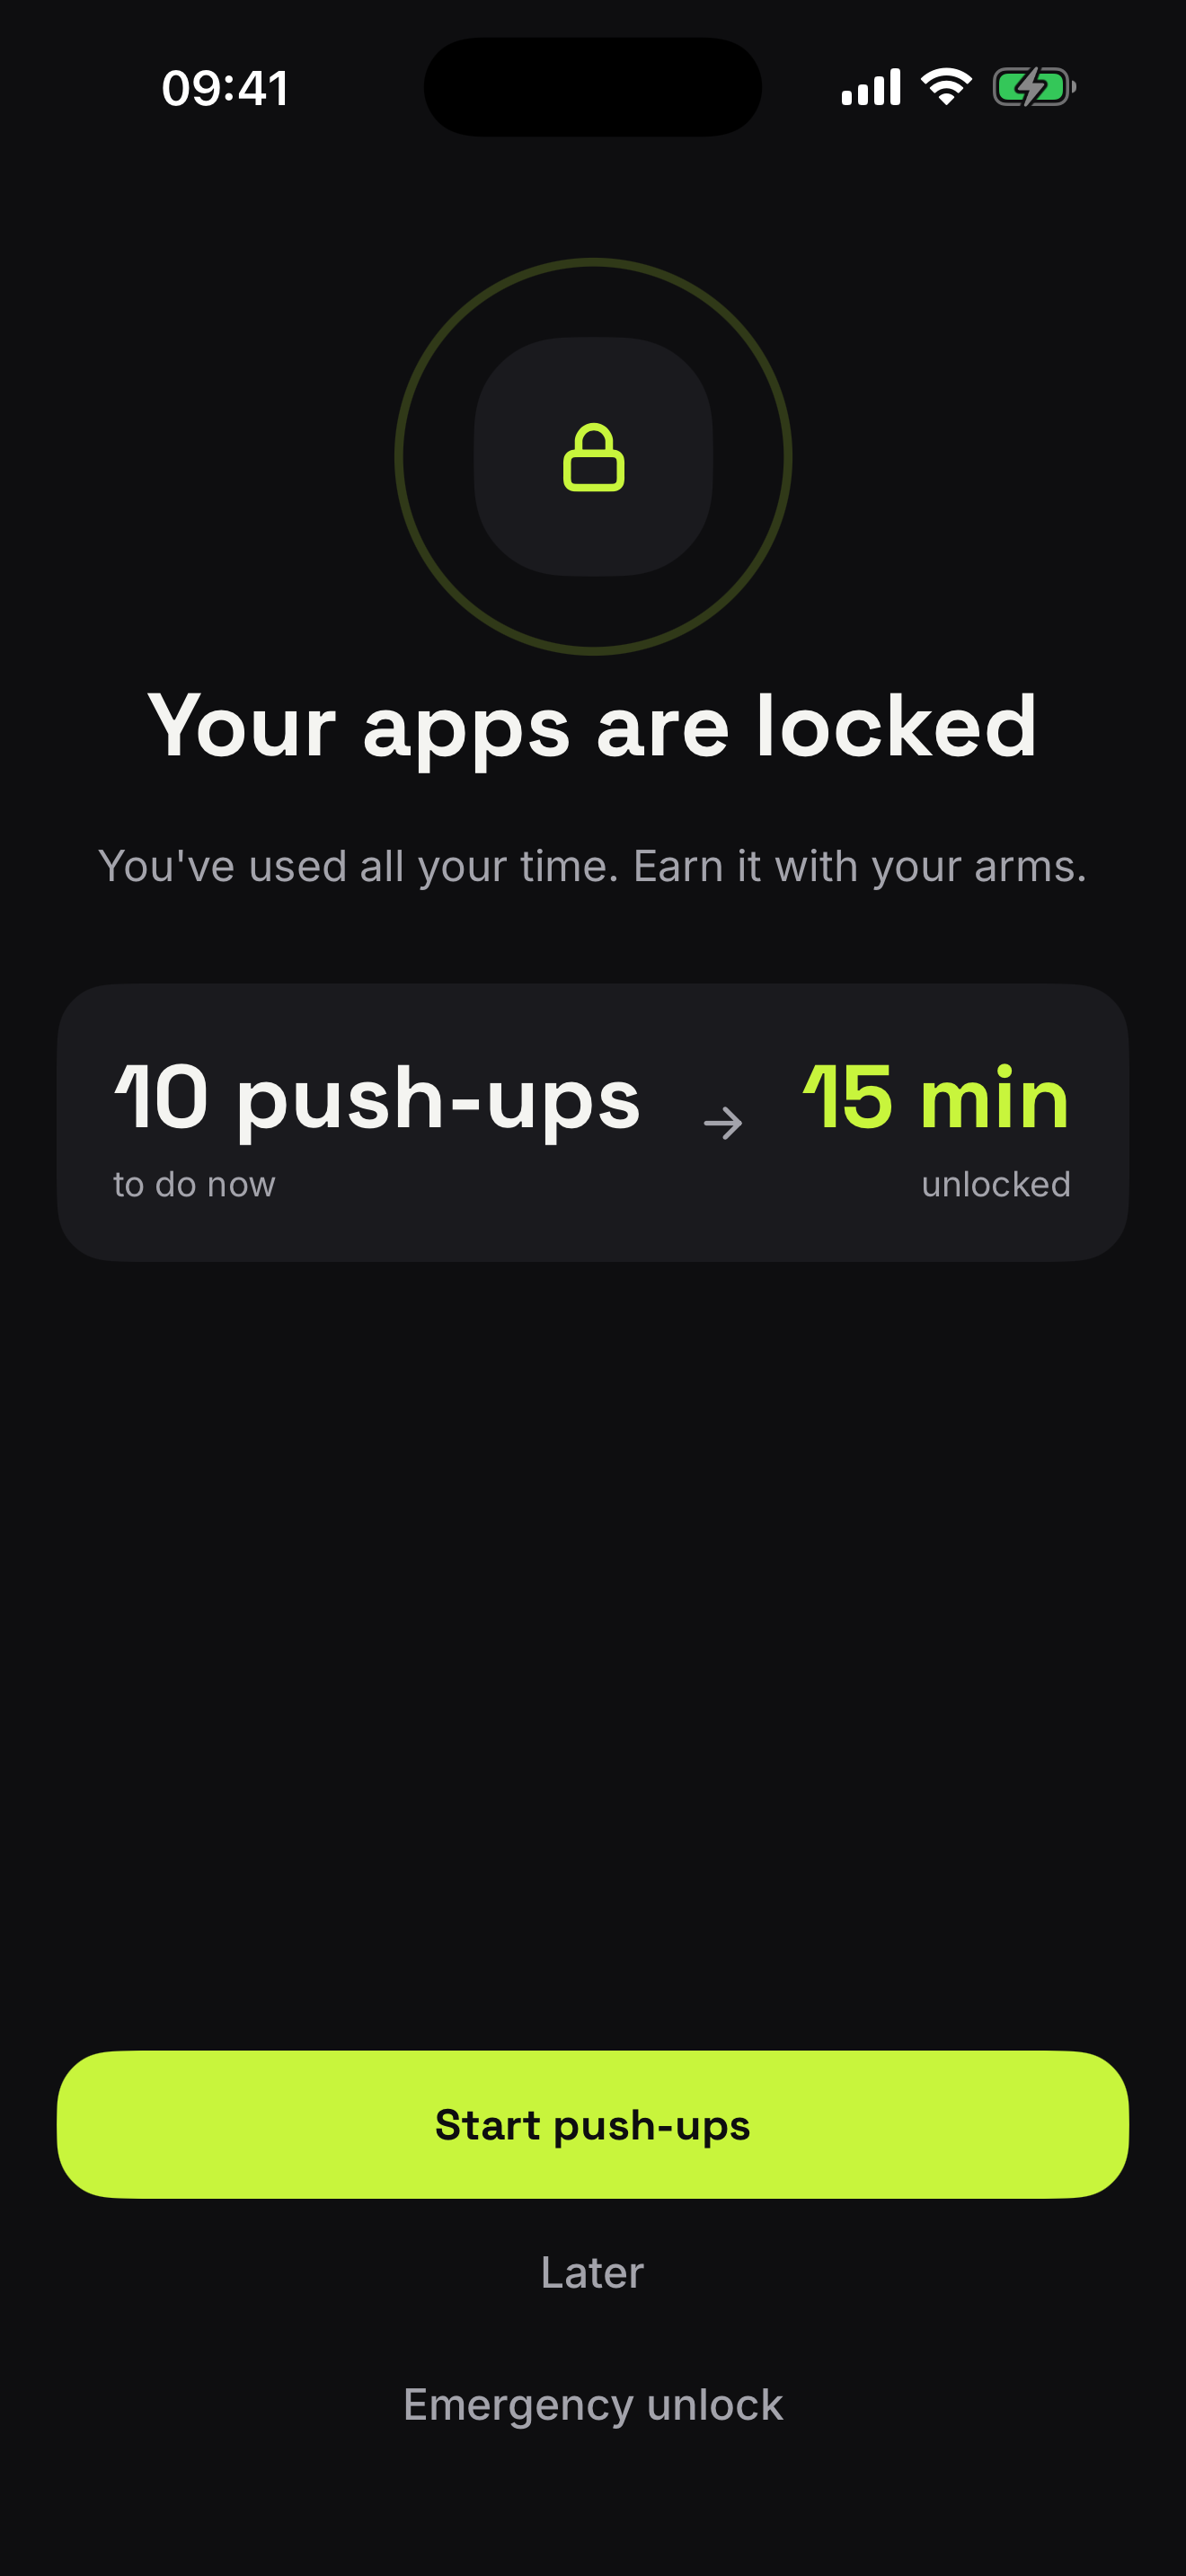 09:41
Your apps are locked
You've used all your time. Earn it with your arms.
10 push-ups → 15 min
to do now unlocked
Start push-ups
Later
Emergency unlock